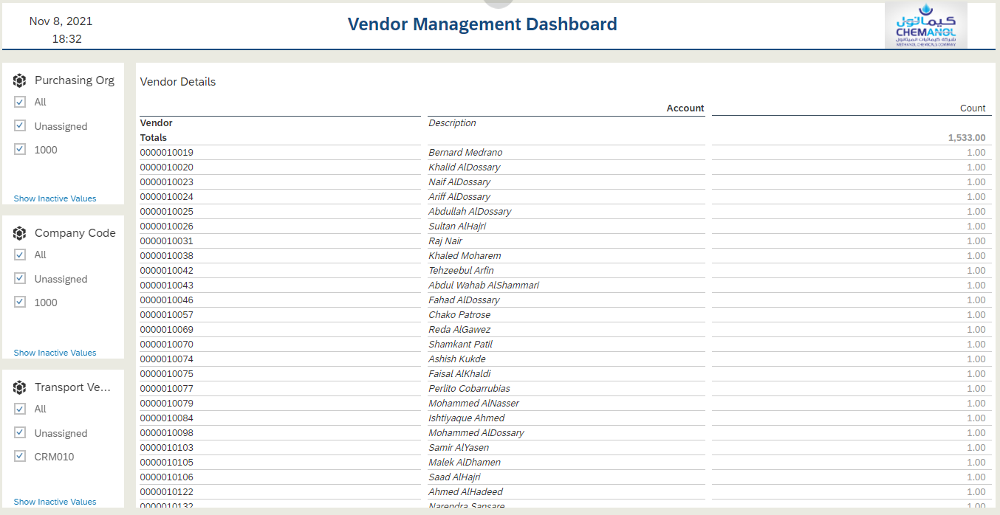 Nov 8, 2021
18:32
Vendor Management Dashboard
كيمانول
CHEMANOL
شركة كيمائيات الميثانول
METHANOL CHEMICALS COMPANY
Purchasing Org
All
Unassigned
1000
Show Inactive Values
Company Code
All
Unassigned
1000
Show Inactive Values
Transport Ve...
All
Unassigned
CRM010
Show Inactive Values
Vendor Details
Account Count
Vendor Description
Totals 1,533.00
0000010019 Bernard Medrano 1.00
0000010020 Khalid AlDossary 1.00
0000010023 Naif AlDossary 1.00
0000010024 Ariff AlDossary 1.00
0000010025 Abdullah AlDossary 1.00
0000010026 Sultan AlHajri 1.00
0000010031 Raj Nair 1.00
0000010038 Khaled Moharem 1.00
0000010042 Tehzeebul Arfin 1.00
0000010043 Abdul Wahab AlShammari 1.00
0000010046 Fahad AlDossary 1.00
0000010057 Chako Patrose 1.00
0000010069 Reda AlGawez 1.00
0000010070 Shamkant Patil 1.00
0000010074 Ashish Kukde 1.00
0000010075 Faisal AlKhaldi 1.00
0000010077 Perlito Cobarrubias 1.00
0000010079 Mohammed AlNasser 1.00
0000010084 Ishtiyaque Ahmed 1.00
0000010098 Mohammed AlDossary 1.00
0000010103 Samir AlYasen 1.00
0000010105 Malek AlDhamen 1.00
0000010106 Saad AlHajri 1.00
0000010122 Ahmed AlHadeed 1.00
0000010132 Narendra Sansare 1.00